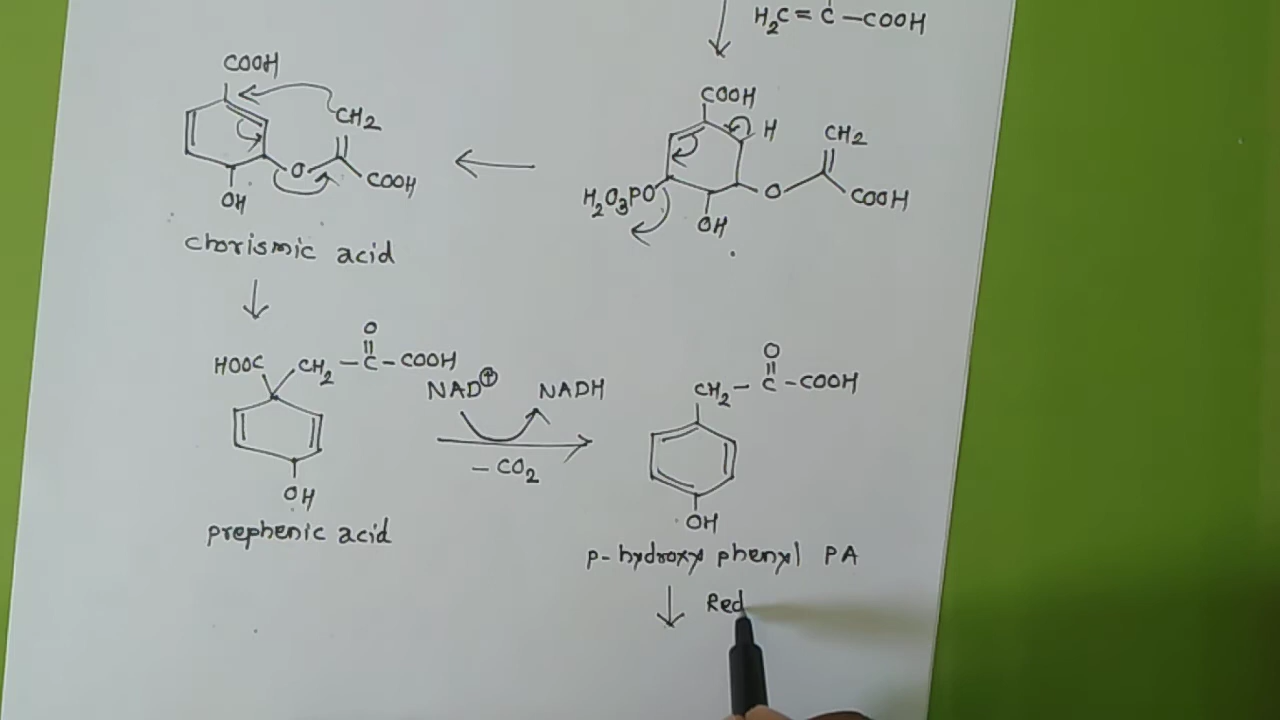 H₂C = C – COOH
COOH
CH₂
O
COOH
OH
chorismic acid
COOH
H
CH₂
H₂O₃PO
O
COOH
OH
HOOC CH₂ – C – COOH
O
OH
prephenic acid
NAD⊕ NADH
– CO₂
O
CH₂ – C – COOH
OH
p-hydroxy phenyl PA
Red